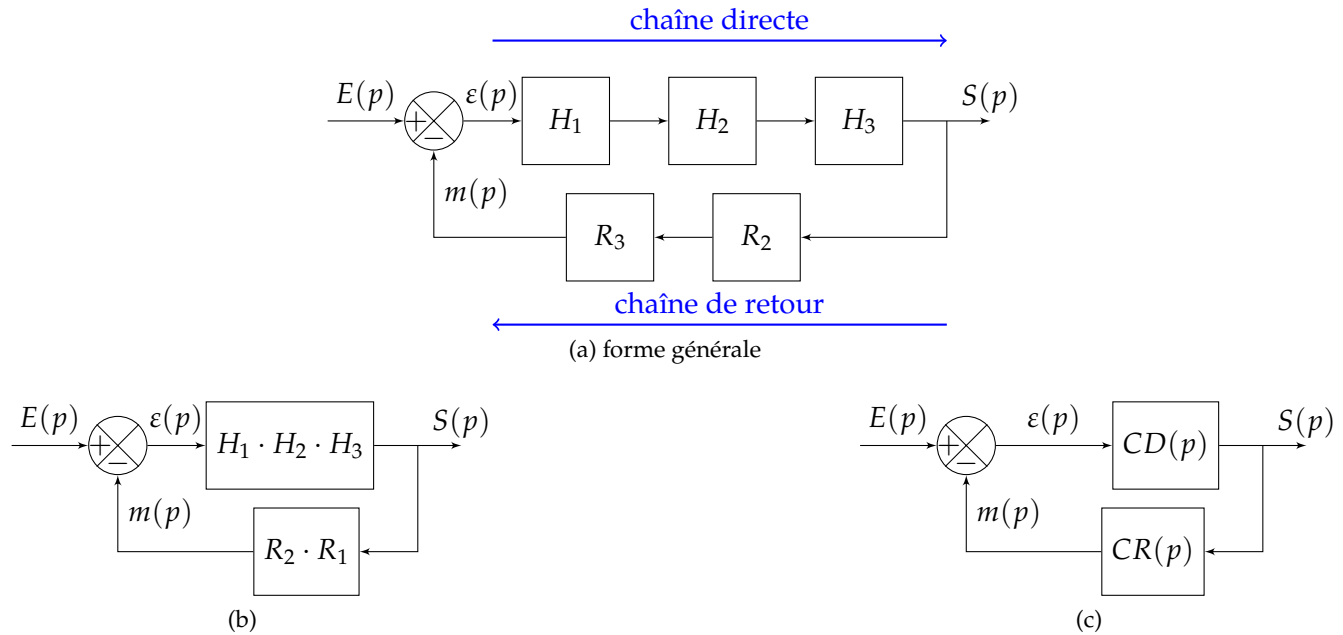 chaîne directe
E(p) ε(p) H₁ H₂ H₃ S(p)
+
−
m(p) R₃ R₂
chaîne de retour
(a) forme générale
E(p) ε(p) H₁ · H₂ · H₃ S(p)
+
−
m(p) R₂ · R₁
(b)
E(p) ε(p) CD(p) S(p)
+
−
m(p) CR(p)
(c)